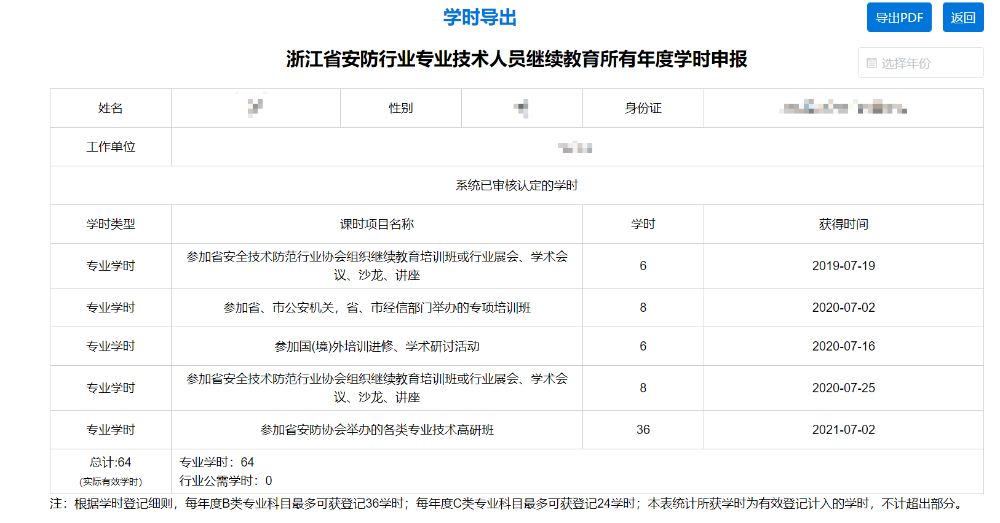 学时导出
导出PDF
返回
浙江省安防行业专业技术人员继续教育所有年度学时申报
选择年份
姓名
性别
身份证
工作单位
系统已审核认定的学时
学时类型
课时项目名称
学时
获得时间
专业学时
参加省安全技术防范行业协会组织继续教育培训班或行业展会、学术会
议、沙龙、讲座
6
2019-07-19
专业学时
参加省、市公安机关，省、市经信部门举办的专项培训班
8
2020-07-02
专业学时
参加国(境)外培训进修、学术研讨活动
6
2020-07-16
专业学时
参加省安全技术防范行业协会组织继续教育培训班或行业展会、学术会
议、沙龙、讲座
8
2020-07-25
专业学时
参加省安防协会举办的各类专业技术高研班
36
2021-07-02
总计:64
（实际有效学时）
专业学时：64
行业公需学时：0
注：根据学时登记细则，每年度B类专业科目最多可获登记36学时；每年度C类专业科目最多可获登记24学时；本表统计所获学时为有效登记计入的学时，不计超出部分。